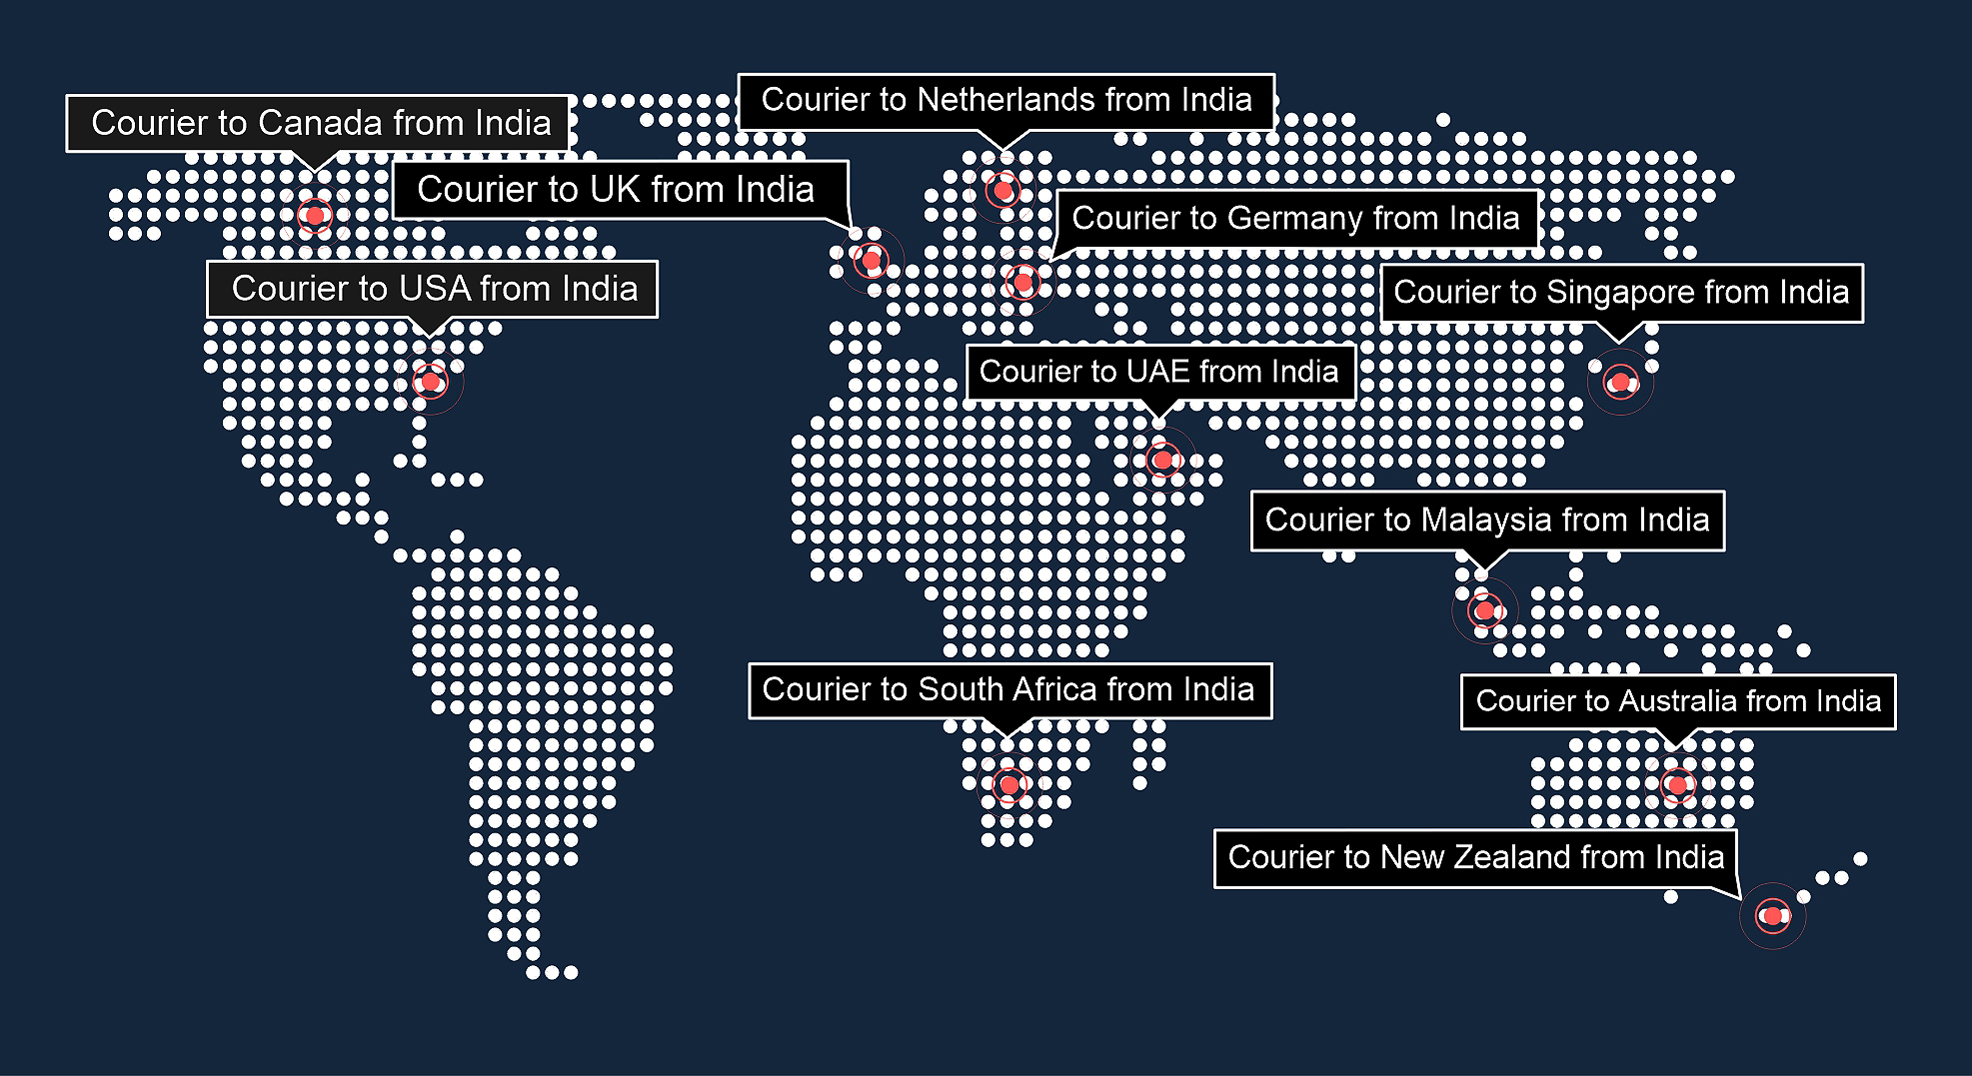 Courier to Netherlands from India
Courier to Canada from India
Courier to UK from India
Courier to Germany from India
Courier to USA from India
Courier to Singapore from India
Courier to UAE from India
Courier to Malaysia from India
Courier to South Africa from India
Courier to Australia from India
Courier to New Zealand from India